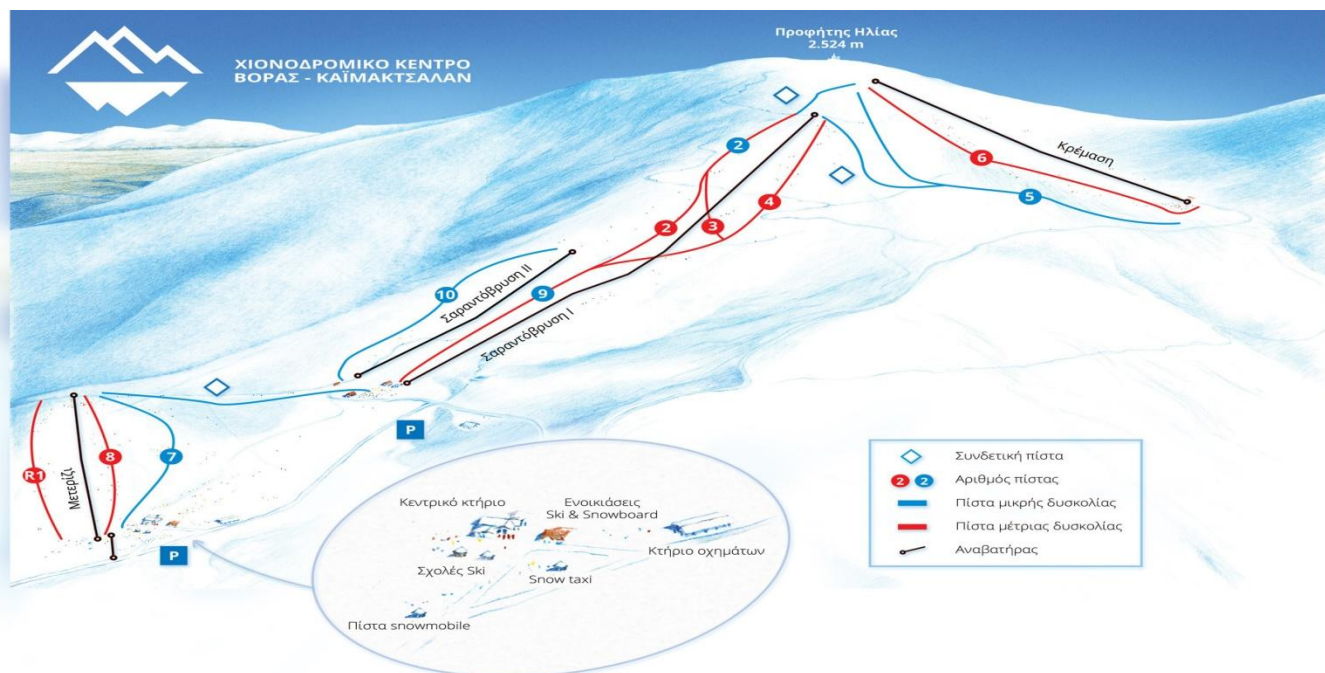 Προφήτης Ηλίας
2.524 m
ΧΙΟΝΟΔΡΟΜΙΚΟ ΚΕΝΤΡΟ
ΒΟΡΑΣ - ΚΑΪΜΑΚΤΣΑΛΑΝ
Κρέμαση
2
6
5
4
2
3
10
Σαραντόβρυση II
9
Σαραντόβρυση I
P
R1
Μετερίζι
8
7
P
Κεντρικό κτήριο
Ενοικιάσεις
Ski & Snowboard
Κτήριο οχημάτων
Σχολές Ski
Snow taxi
Πίστα snowmobile
Συνδετική πίστα
2 2 Αριθμός πίστας
Πίστα μικρής δυσκολίας
Πίστα μέτριας δυσκολίας
Αναβατήρας